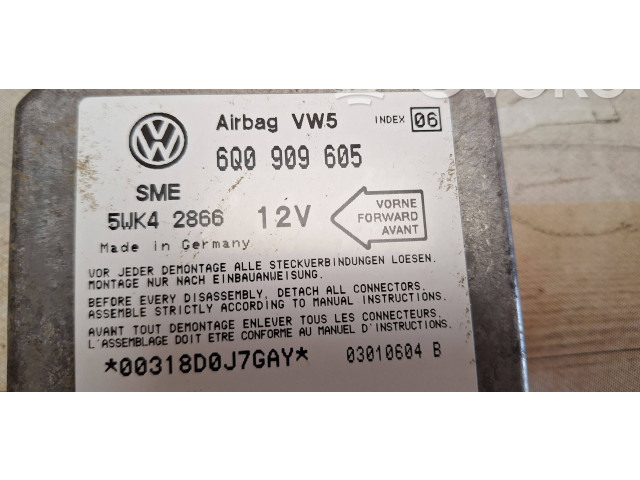 Airbag VW5 INDEX 06
6Q0 909 605
SME
5WK4 2866 12V
VORNE
FORWARD
AVANT
Made in Germany
VOR JEDER DEMONTAGE ALLE STECKVERBINDUNGEN LOESEN.
MONTAGE NUR NACH EINBAUANWEISUNG.
BEFORE EVERY DISASSEMBLY, DETACH ALL CONNECTORS.
ASSEMBLE STRICTLY ACCORDING TO MANUAL INSTRUCTIONS.
AVANT TOUT DEMONTAGE ENLEVER TOUS LES CONNECTEURS.
L'ASSEMBLAGE DOIT ETRE CONFORME AU MANUEL D'INSTRUCTIONS.
*00318D0J7GAY* 03010604 B